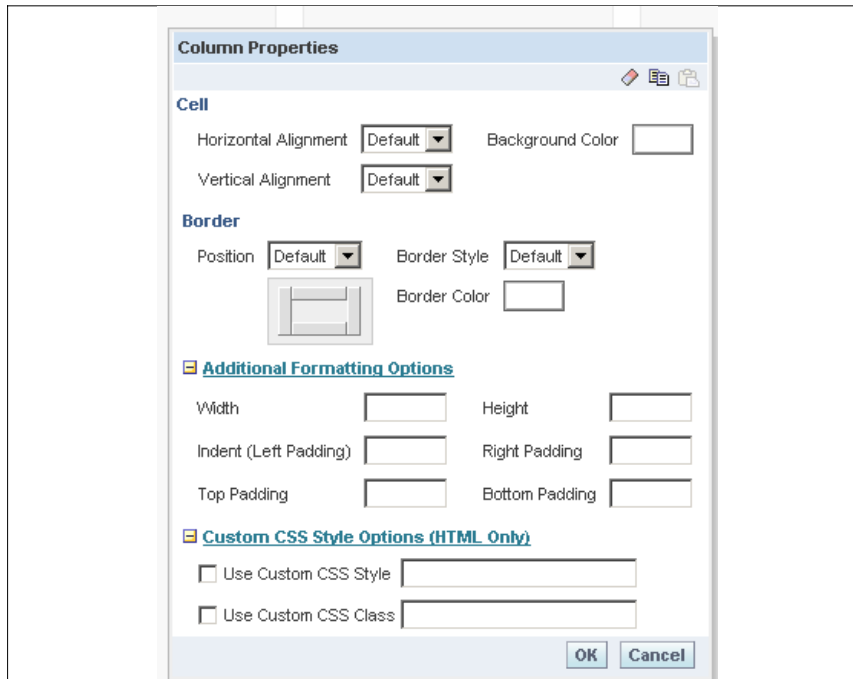 Column Properties
Cell
Horizontal Alignment Default Background Color
Vertical Alignment Default
Border
Position Default Border Style Default
Border Color
Additional Formatting Options
Width Height
Indent (Left Padding) Right Padding
Top Padding Bottom Padding
Custom CSS Style Options (HTML Only)
Use Custom CSS Style
Use Custom CSS Class
OK Cancel